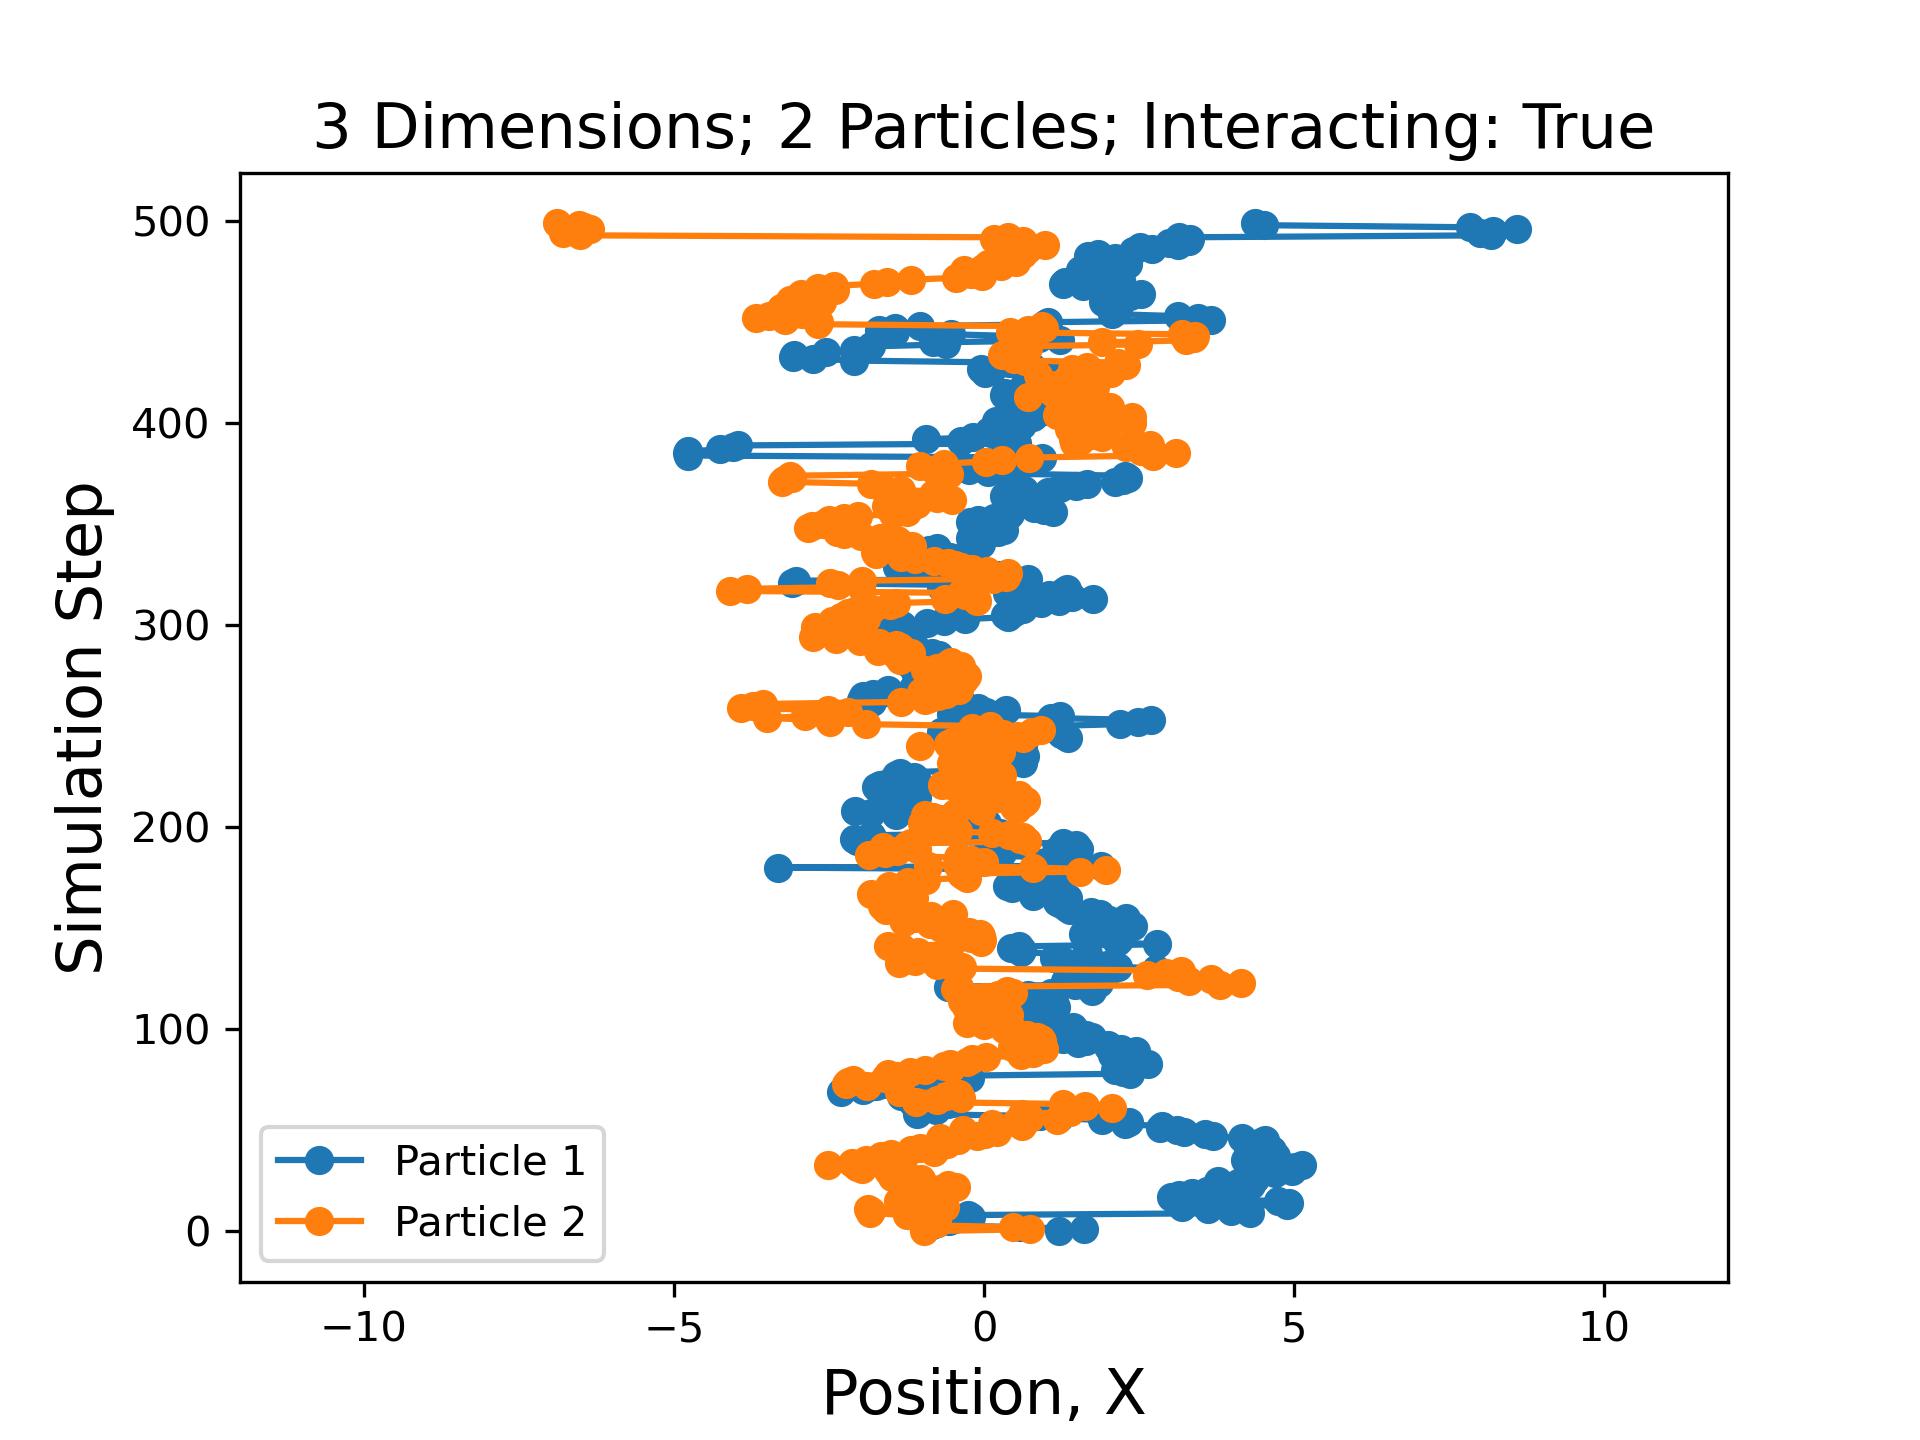 3 Dimensions; 2 Particles; Interacting: True
Simulation Step
500
400
300
200
100
0
Particle 1
Particle 2
−10
−5
0
5
10
Position, X